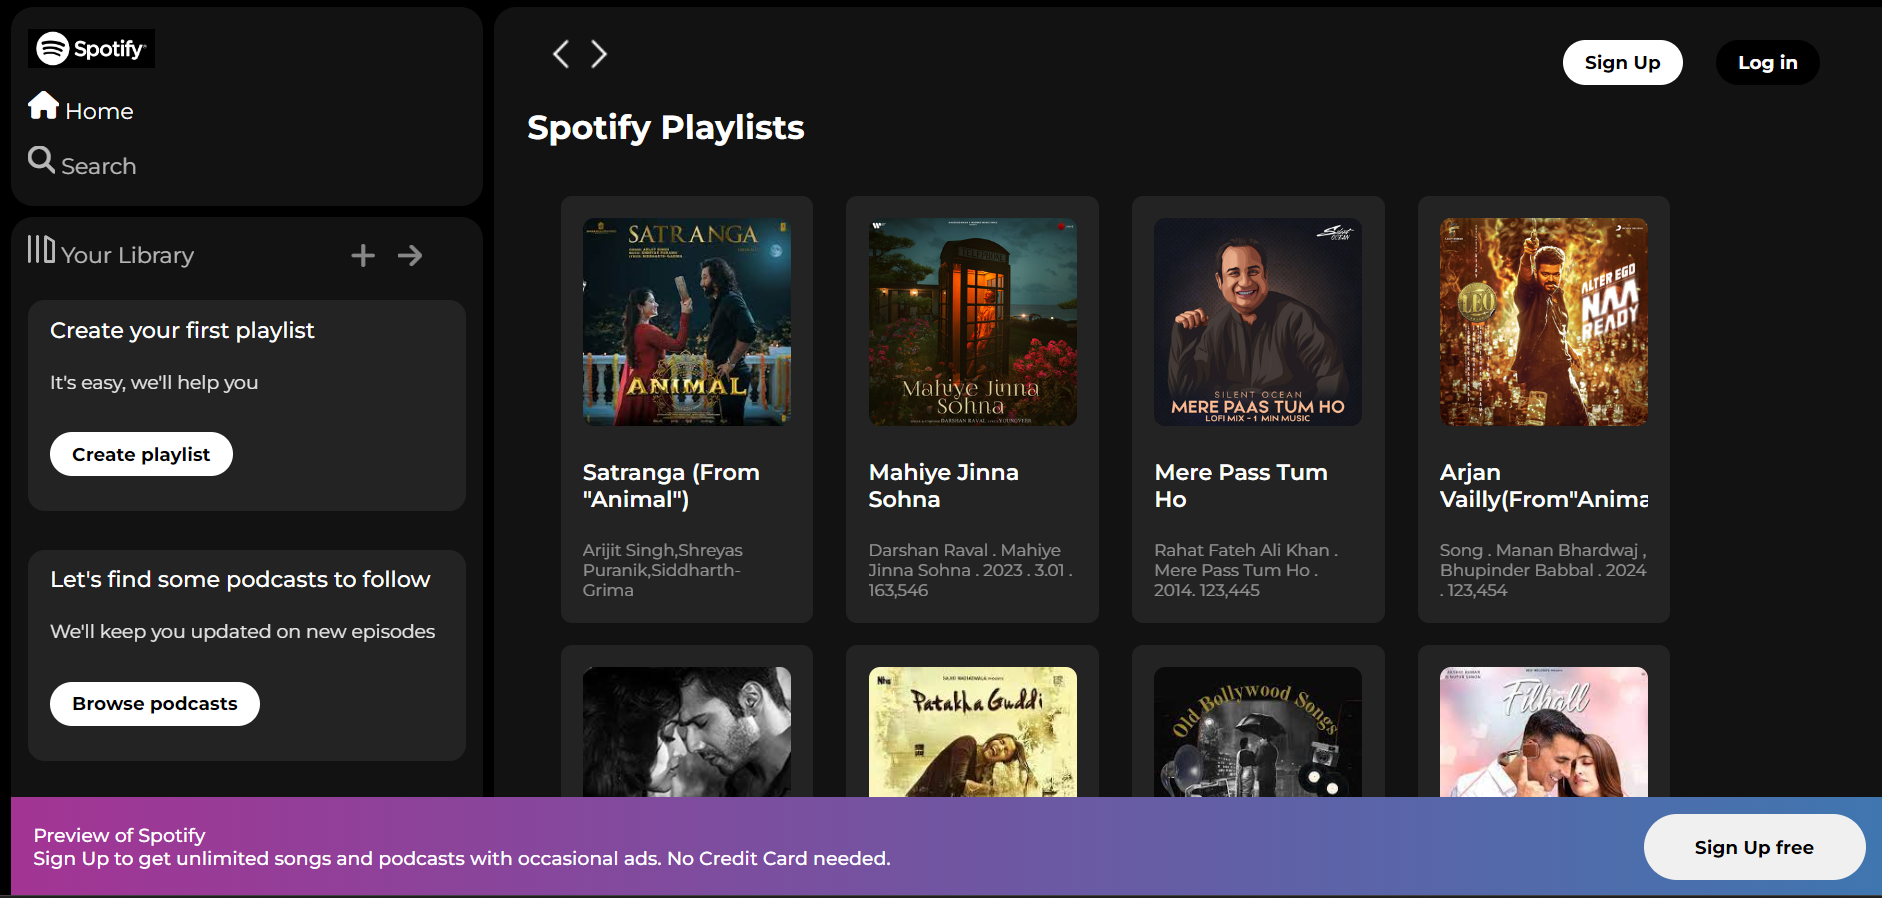 Spotify
Home
Search
Your Library
Create your first playlist
It's easy, we'll help you
Create playlist
Let's find some podcasts to follow
We'll keep you updated on new episodes
Browse podcasts
Sign Up
Log in
Spotify Playlists
SATRANGA
ANIMAL
Satranga (From
"Animal")
Arijit Singh,Shreyas
Puranik,Siddharth-
Grima
TELEPHONE
Mahiye Jinna
Sohna
DARSHAN RAVAL
Mahiye Jinna
Sohna
Darshan Raval . Mahiye
Jinna Sohna . 2023 . 3.01 .
163,546
Silent
OCEAN
SILENT OCEAN
MERE PAAS TUM HO
LOFI MIX - 1 MIN MUSIC
Mere Pass Tum
Ho
Rahat Fateh Ali Khan .
Mere Pass Tum Ho .
2014. 123,445
LEO
ALTER EGO
NAA
READY
Arjan
Vailly(From"Anima
Song . Manan Bhardwaj ,
Bhupinder Babbal . 2024
. 123,454
Patakha Guddi
Old Bollywood Songs
Filhall
Preview of Spotify
Sign Up to get unlimited songs and podcasts with occasional ads. No Credit Card needed.
Sign Up free